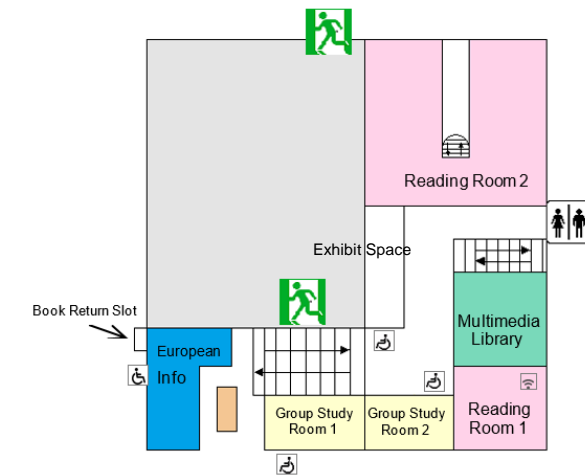 Reading Room 2
Exhibit Space
Book Return Slot
European
Info
Multimedia
Library
Group Study
Room 1
Group Study
Room 2
Reading
Room 1